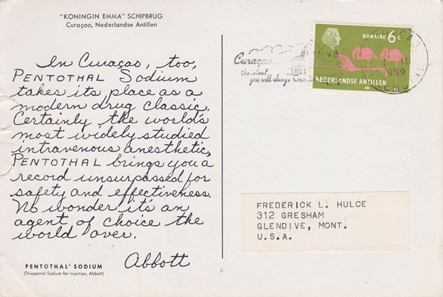 "KONINGIN EMMA" SCHIPBRUG
Curaçao, Nederlandse Antillen
In Curaçao, too,
PENTOTHAL Sodium
takes its place as a
modern drug classic.
Certainly the world's
most widely studied
intravenous anesthetic,
PENTOTHAL brings you a
record unsurpassed for
safety and effectiveness.
No wonder it's an
agent of choice the
world over.
Abbott
PENTOTHAL® SODIUM
(Thiopental Sodium for Injection, Abbott)
Curaçao
the island
you will always
1959
BONAIRE 6c
NEDERLANDSE ANTILLEN
FREDERICK L. HULCE
312 GRESHAM
GLENDIVE, MONT.
U.S.A.